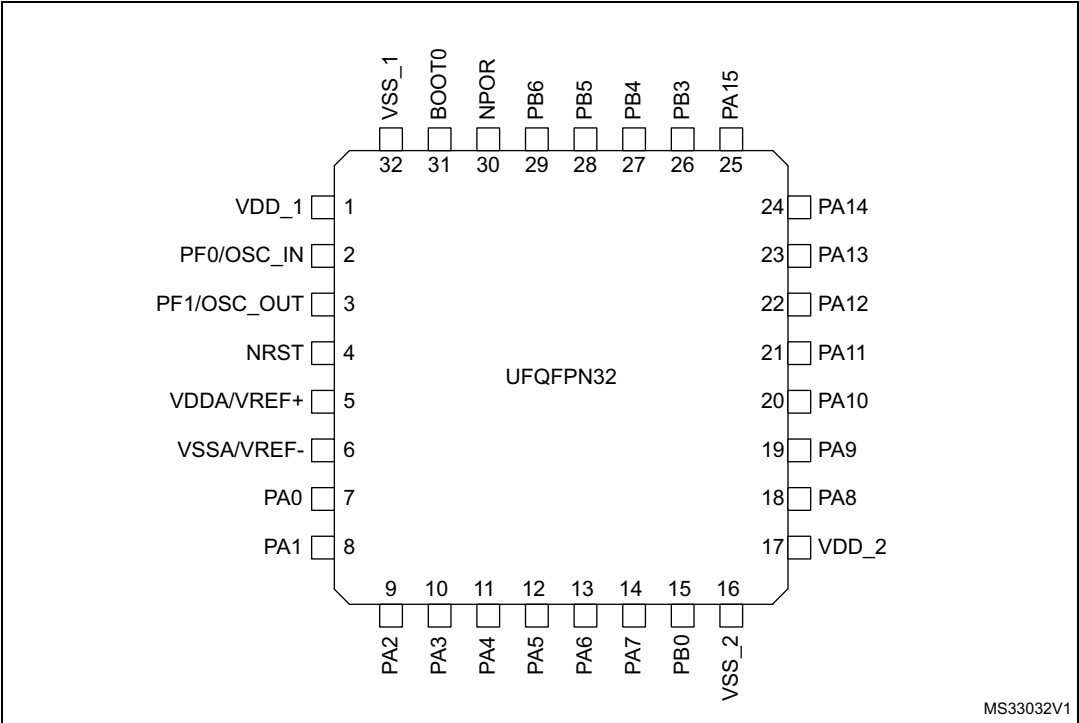 VSS_1 BOOT0 NPOR PB6 PB5 PB4 PB3 PA15
32 31 30 29 28 27 26 25
VDD_1 1 24 PA14
PF0/OSC_IN 2 23 PA13
PF1/OSC_OUT 3 22 PA12
NRST 4 21 PA11
UFQFPN32
VDDA/VREF+ 5 20 PA10
VSSA/VREF- 6 19 PA9
PA0 7 18 PA8
PA1 8 17 VDD_2
9 10 11 12 13 14 15 16
PA2 PA3 PA4 PA5 PA6 PA7 PB0 VSS_2
MS33032V1